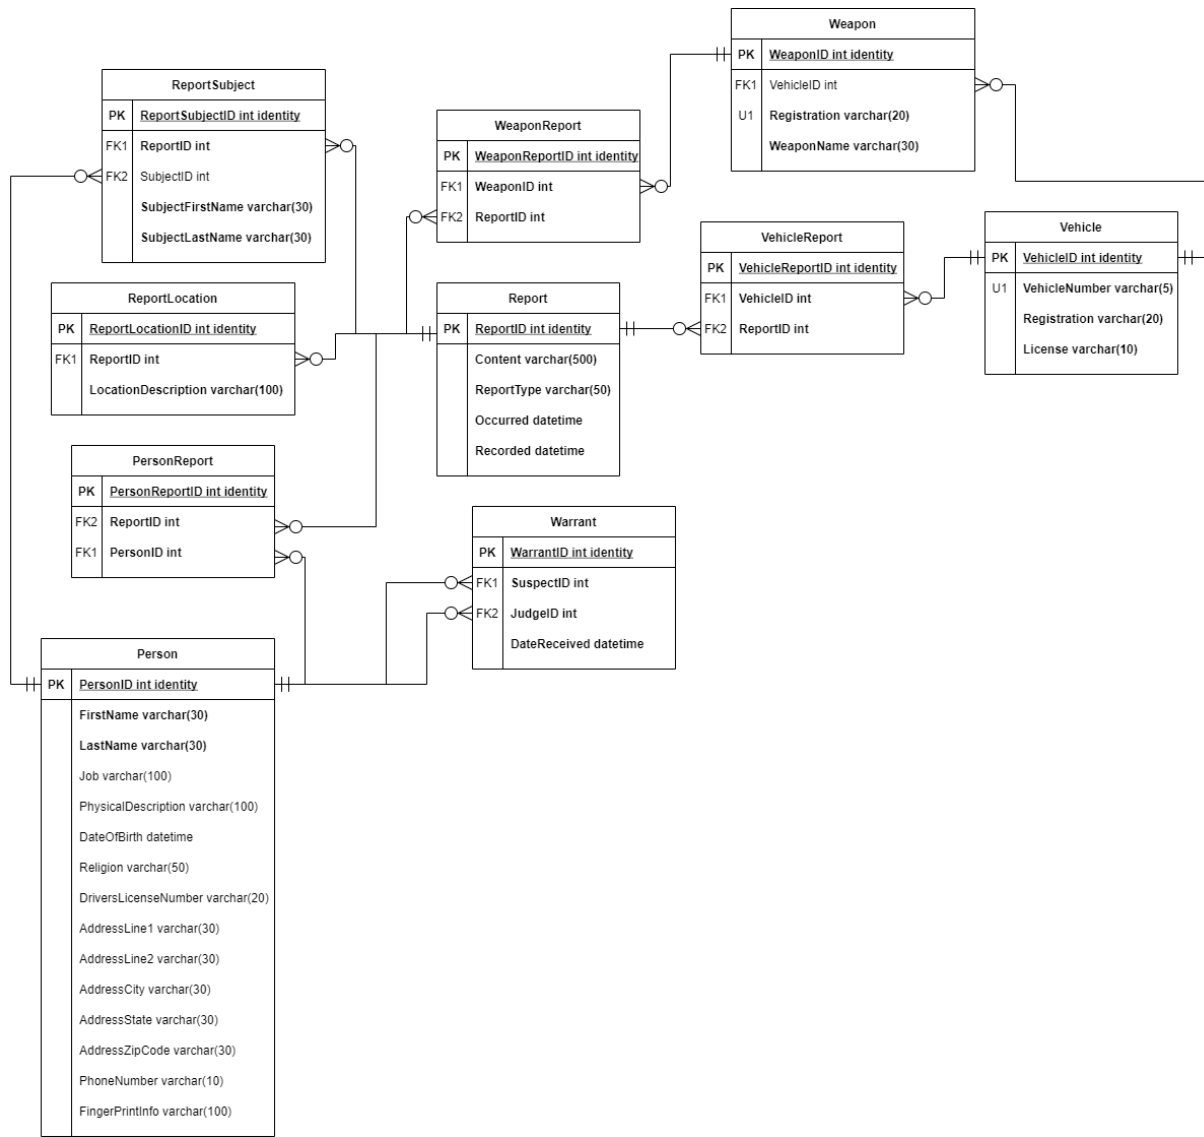 Weapon
PK WeaponID int identity
FK1 VehicleID int
U1 Registration varchar(20)
WeaponName varchar(30)
ReportSubject
PK ReportSubjectID int identity
FK1 ReportID int
FK2 SubjectID int
SubjectFirstName varchar(30)
SubjectLastName varchar(30)
WeaponReport
PK WeaponReportID int identity
FK1 WeaponID int
FK2 ReportID int
VehicleReport
PK VehicleReportID int identity
FK1 VehicleID int
FK2 ReportID int
Vehicle
PK VehicleID int identity
U1 VehicleNumber varchar(5)
Registration varchar(20)
License varchar(10)
ReportLocation
PK ReportLocationID int identity
FK1 ReportID int
LocationDescription varchar(100)
Report
PK ReportID int identity
Content varchar(500)
ReportType varchar(50)
Occurred datetime
Recorded datetime
PersonReport
PK PersonReportID int identity
FK2 ReportID int
FK1 PersonID int
Warrant
PK WarrantID int identity
FK1 SuspectID int
FK2 JudgeID int
DateReceived datetime
Person
PK PersonID int identity
FirstName varchar(30)
LastName varchar(30)
Job varchar(100)
PhysicalDescription varchar(100)
DateOfBirth datetime
Religion varchar(50)
DriversLicenseNumber varchar(20)
AddressLine1 varchar(30)
AddressLine2 varchar(30)
AddressCity varchar(30)
AddressState varchar(30)
AddressZipCode varchar(30)
PhoneNumber varchar(10)
FingerPrintInfo varchar(100)